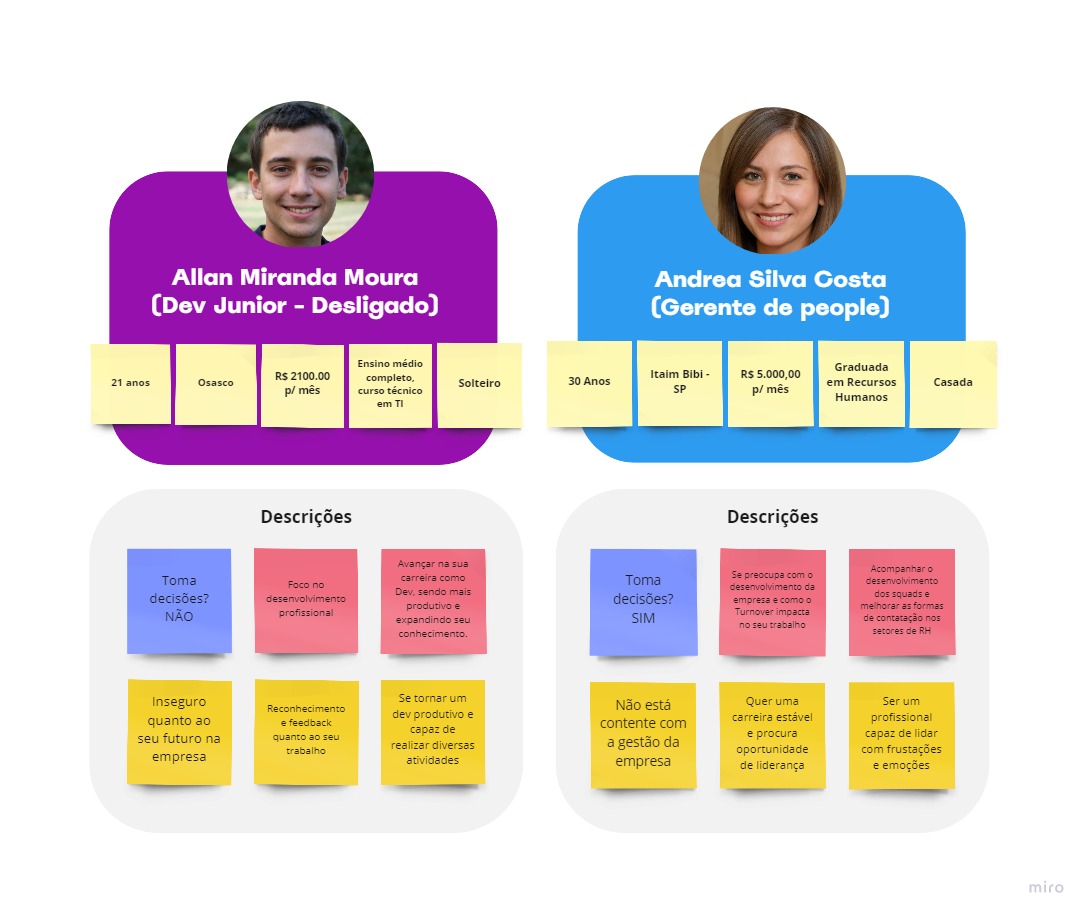 Allan Miranda Moura
(Dev Junior - Desligado)
21 anos
Osasco
R$ 2100.00
p/ mês
Ensino médio
completo,
curso técnico
em TI
Solteiro
Andrea Silva Costa
(Gerente de people)
30 Anos
Itaim Bibi -
SP
R$ 5.000,00
p/ mês
Graduada
em Recursos
Humanos
Casada
Descrições
Toma
decisões?
NÃO
Foco no
desenvolvimento
profissional
Avançar na sua
carreira como
Dev, sendo mais
produtivo e
expandindo seu
conhecimento.
Inseguro
quanto ao
seu futuro na
empresa
Reconhecimento
e feedback
quanto ao seu
trabalho
Se tornar um
dev produtivo e
capaz de
realizar diversas
atividades
Descrições
Toma
decisões?
SIM
Se preocupa com o
desenvolvimento da
empresa e como o
Turnover impacta
no seu trabalho
Acompanhar o
desenvolvimento
dos squads e
melhorar as formas
de contatação nos
setores de RH
Não está
contente com
a gestão da
empresa
Quer uma
carreira estável
e procura
oportunidade
de liderança
Ser um
profissional
capaz de lidar
com frustações
e emoções
miro